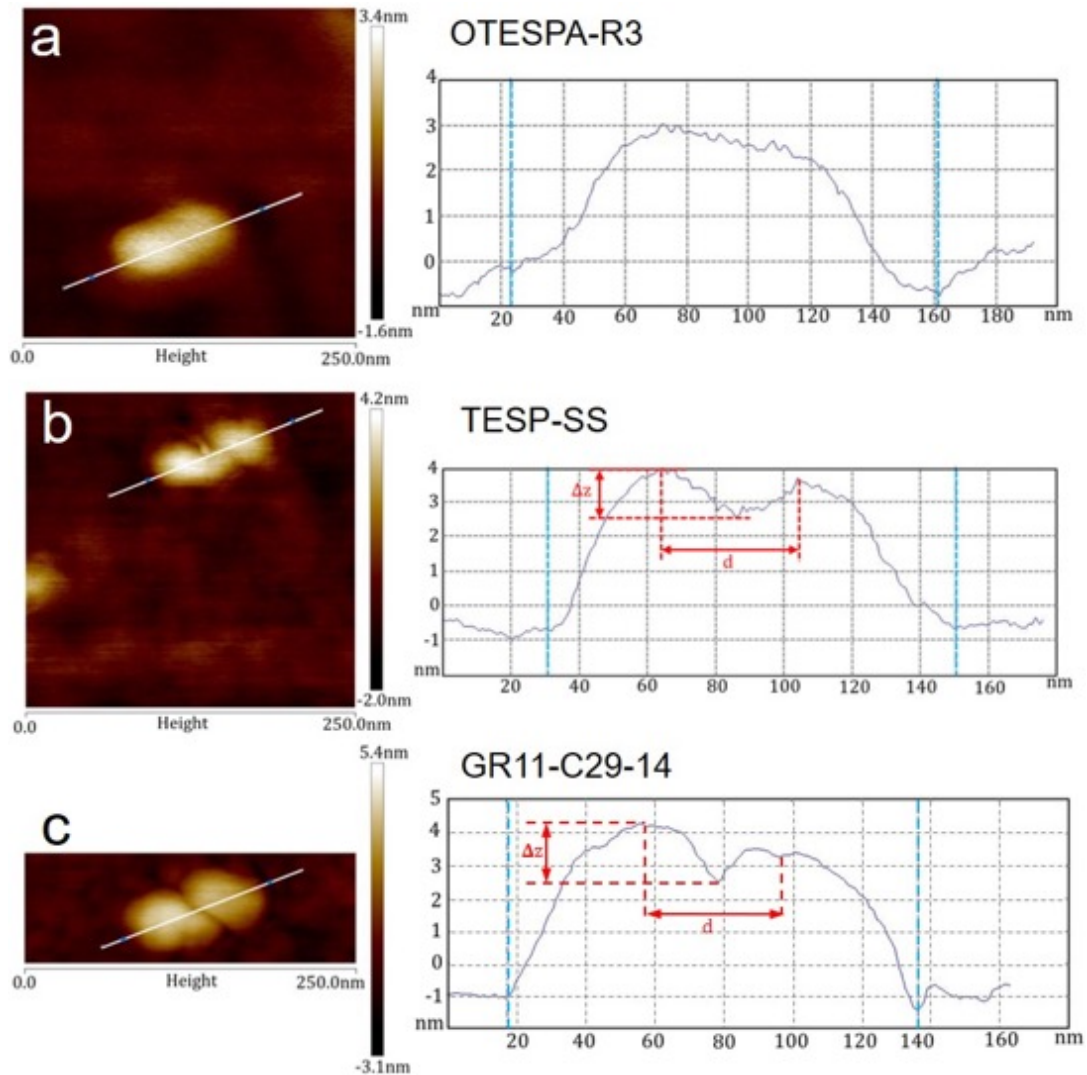 a
3.4nm
-1.6nm
0.0
Height
250.0nm
OTESPA-R3
4
3
2
1
0
nm
20
40
60
80
100
120
140
160
180
nm
b
4.2nm
-2.0nm
0.0
Height
250.0nm
TESP-SS
4
3
2
1
0
-1
nm
Δz
d
20
40
60
80
100
120
140
160
nm
c
5.4nm
-3.1nm
0.0
Height
250.0nm
GR11-C29-14
5
4
3
2
1
0
-1
nm
Δz
d
20
40
60
80
100
120
140
160
nm